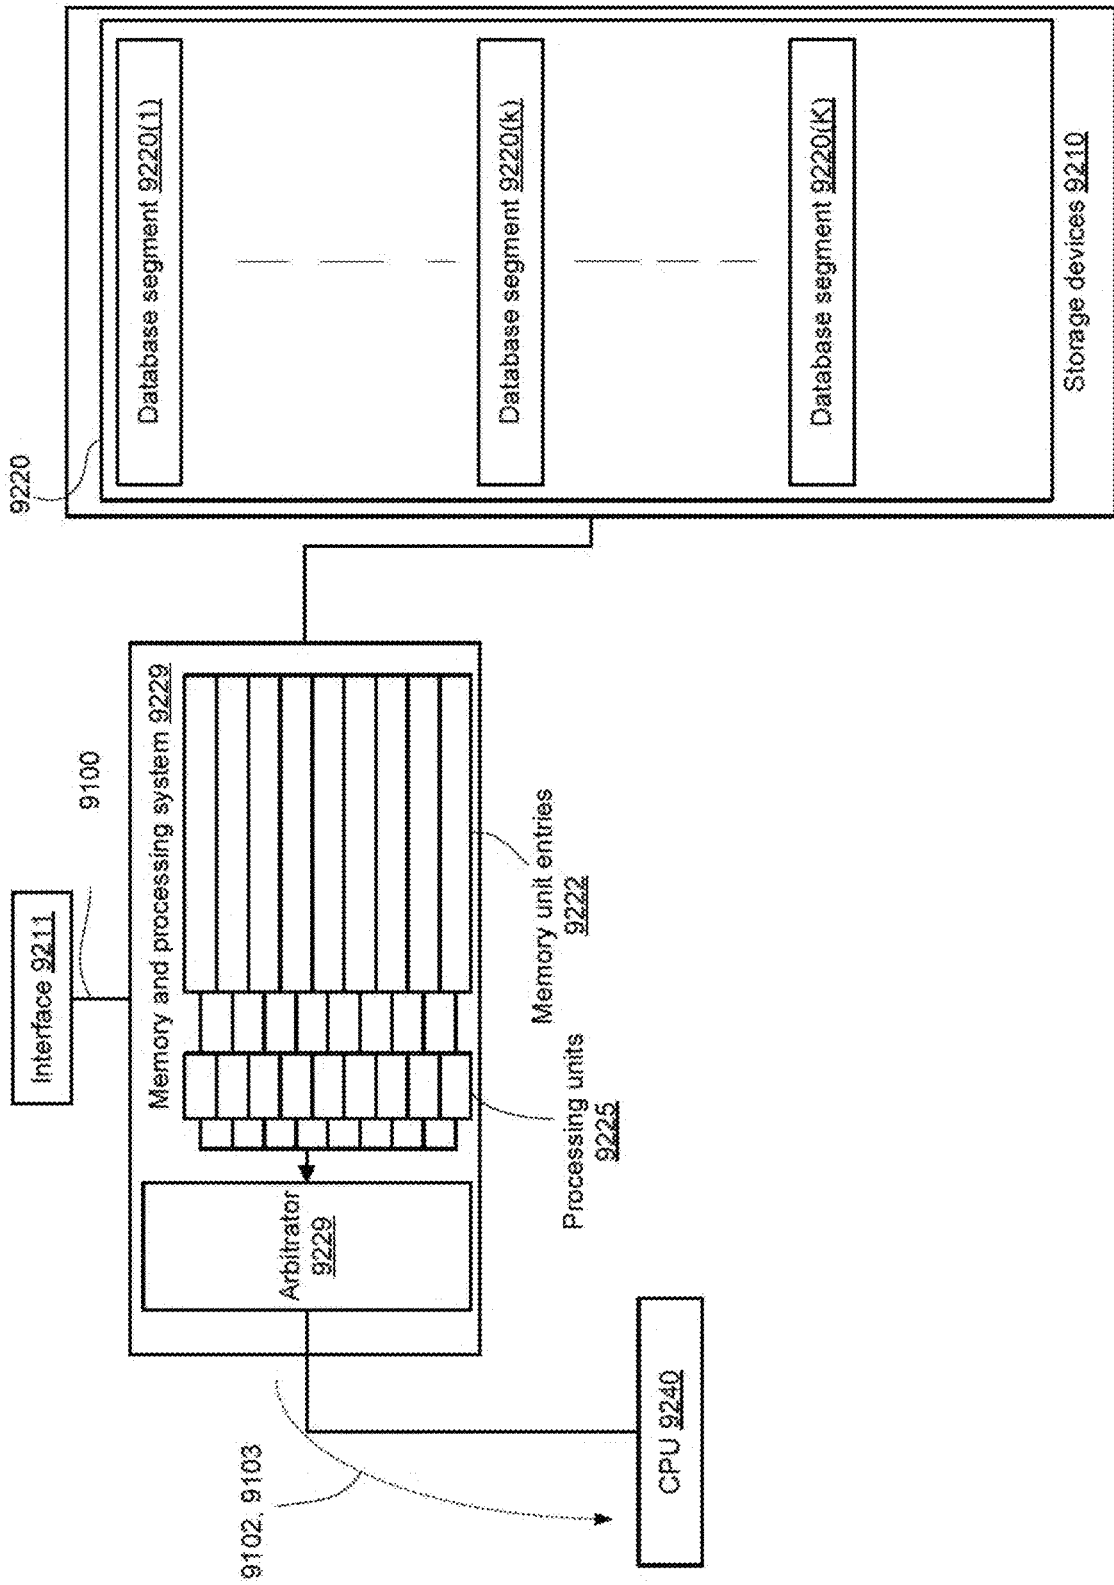 9220
Database segment 9220(1)
Database segment 9220(k)
Database segment 9220(K)
Storage devices 9210
Interface 9211
9100
Memory and processing system 9229
Memory unit entries
9222
Processing units
9225
Arbitrator
9229
9102, 9103
CPU 9240